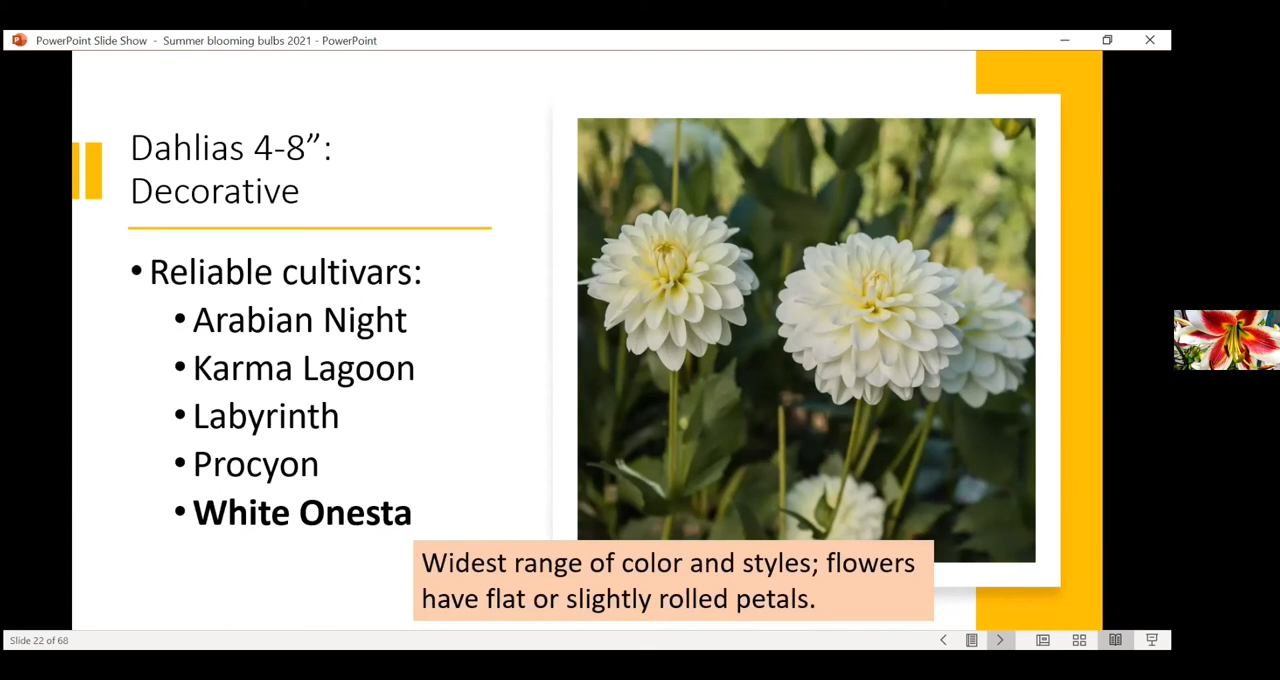 PowerPoint Slide Show - Summer blooming bulbs 2021 - PowerPoint
Dahlias 4-8”:
Decorative
• Reliable cultivars:
• Arabian Night
• Karma Lagoon
• Labyrinth
• Procyon
• White Onesta
Widest range of color and styles; flowers
have flat or slightly rolled petals.
Slide 22 of 68